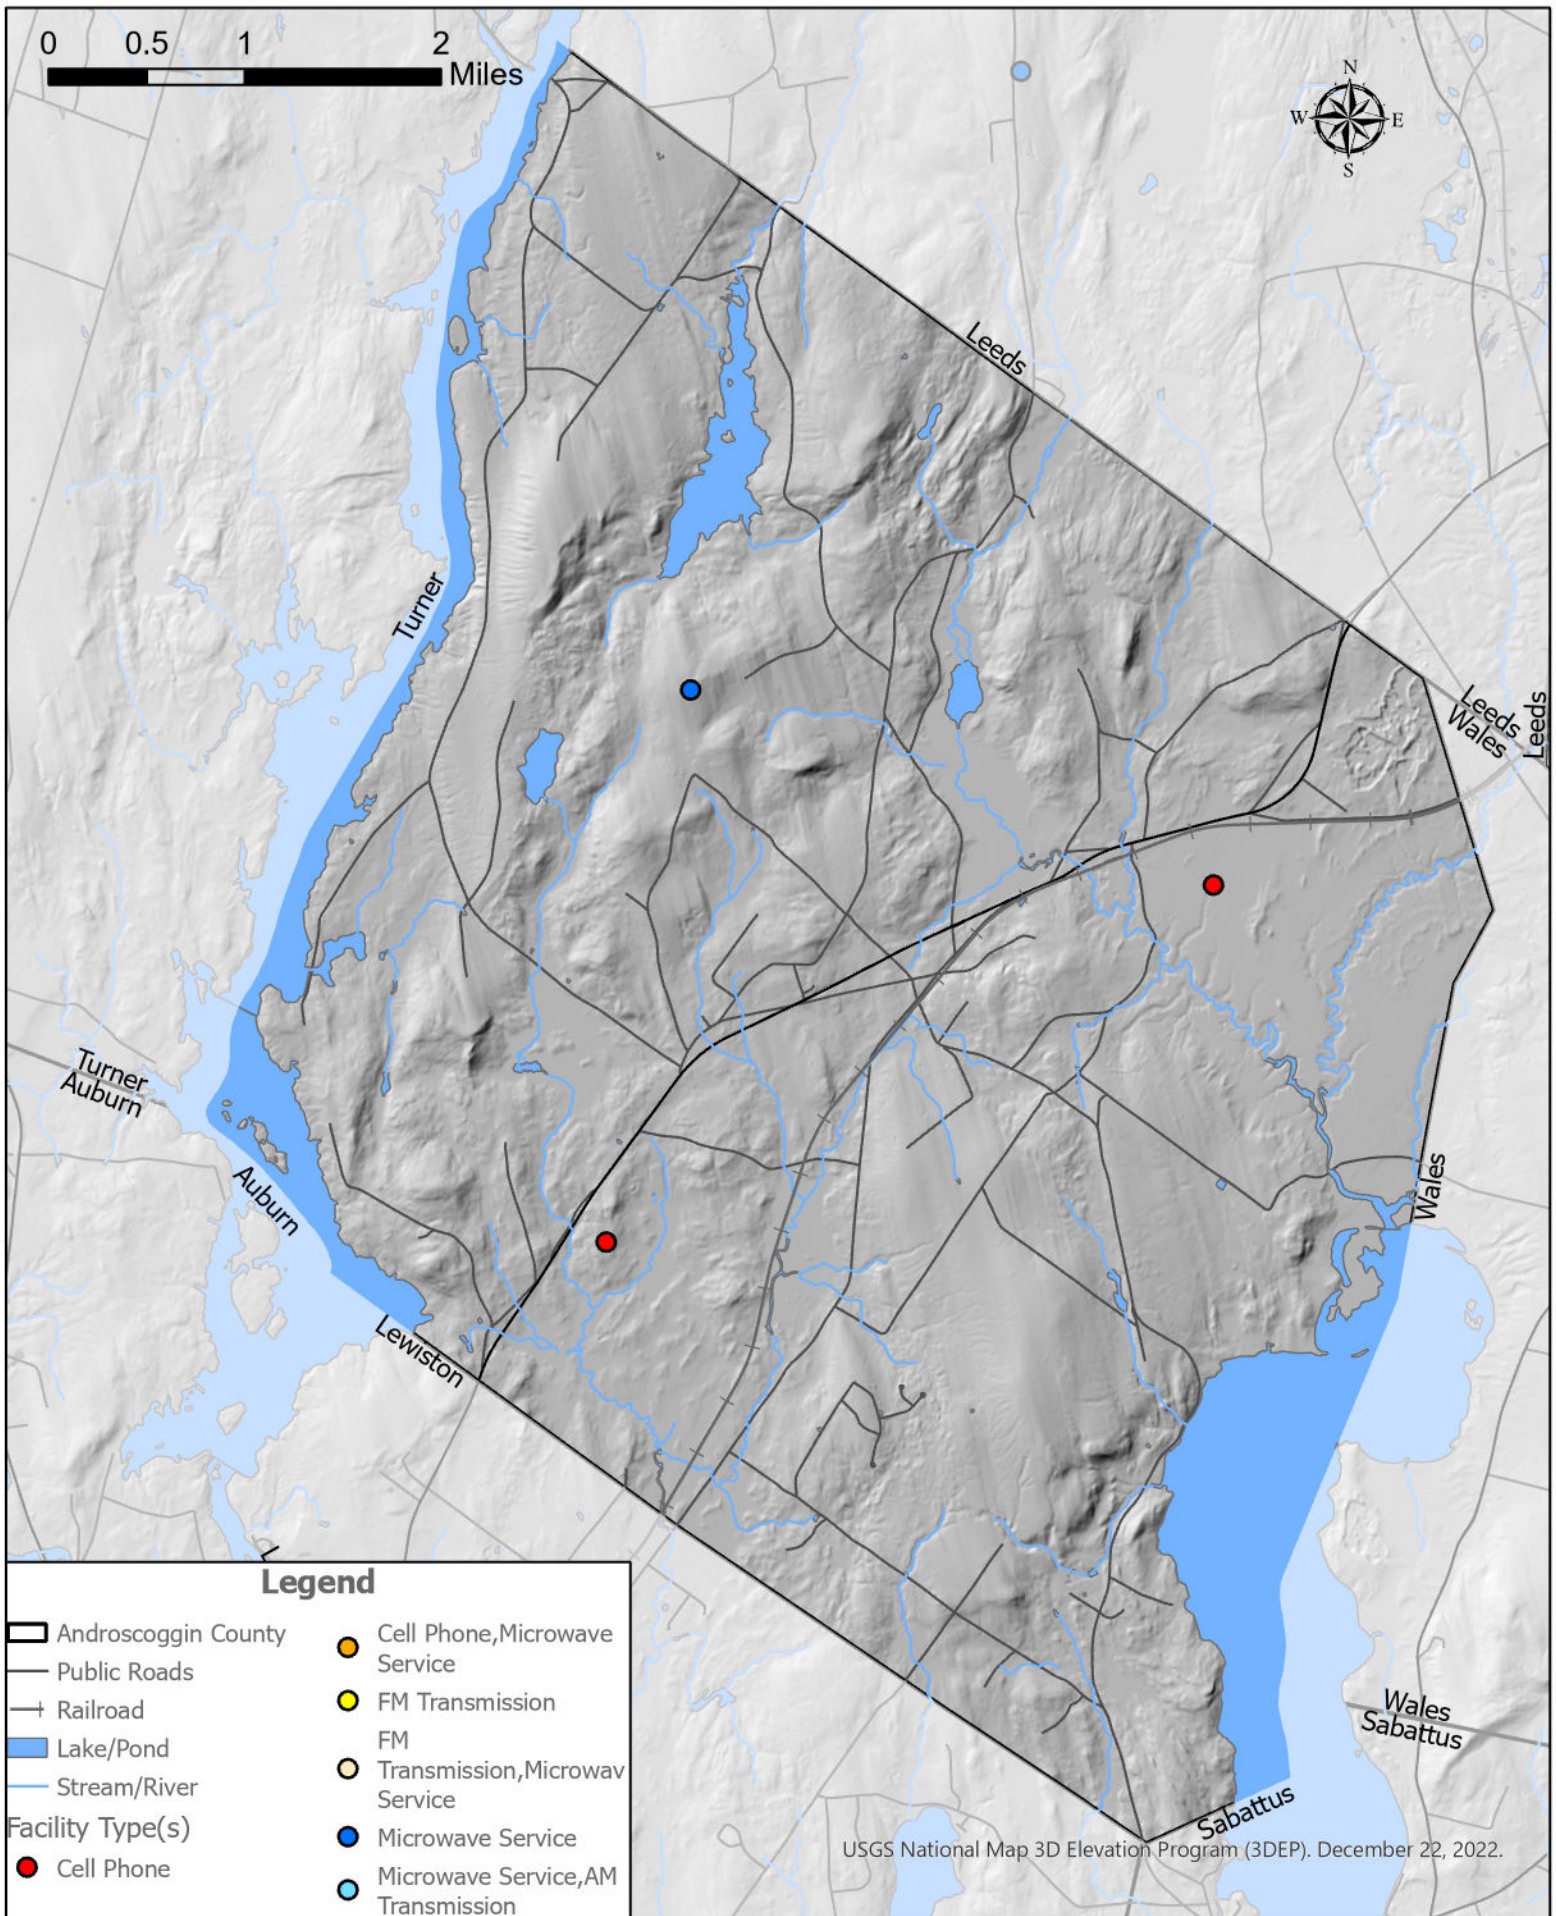 0 0.5 1 2
Miles
N
W E
S
Leeds
Turner
Leeds
Wales
Leeds
Turner
Auburn
Auburn
Wales
Lewiston
L
Legend
Androscoggin County
Public Roads
Railroad
Lake/Pond
Stream/River
Facility Type(s)
Cell Phone
Cell Phone,Microwave
Service
FM Transmission
FM
Transmission,Microwav
Service
Microwave Service
Microwave Service,AM
Transmission
Wales
Sabattus
Sabattus
USGS National Map 3D Elevation Program (3DEP). December 22, 2022.